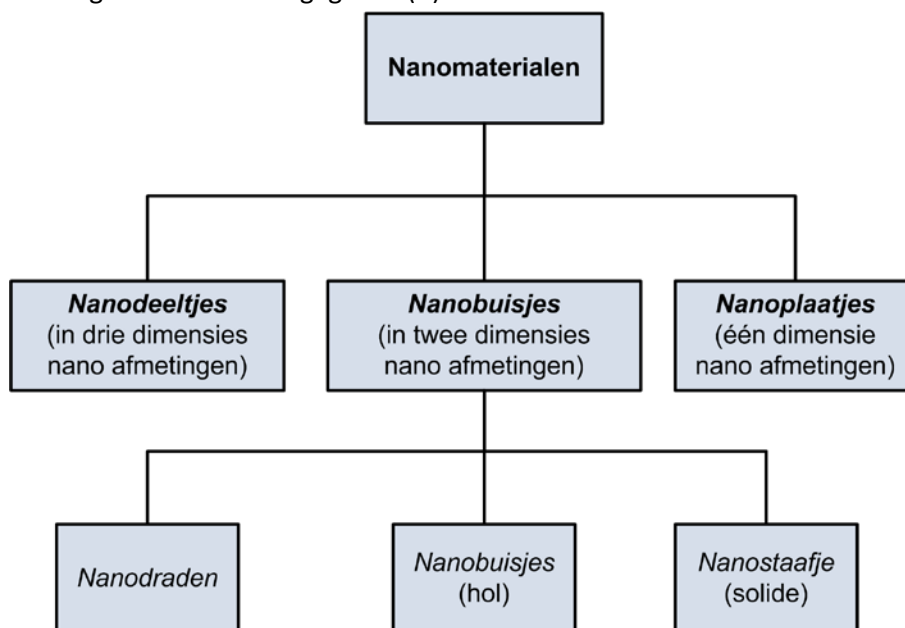 Nanomaterialen
Nanodeeltjes
(in drie dimensies
nano afmetingen)
Nanobuisjes
(in twee dimensies
nano afmetingen)
Nanoplaatjes
(één dimensie
nano afmetingen)
Nanodraden
Nanobuisjes
(hol)
Nanostaafje
(solide)